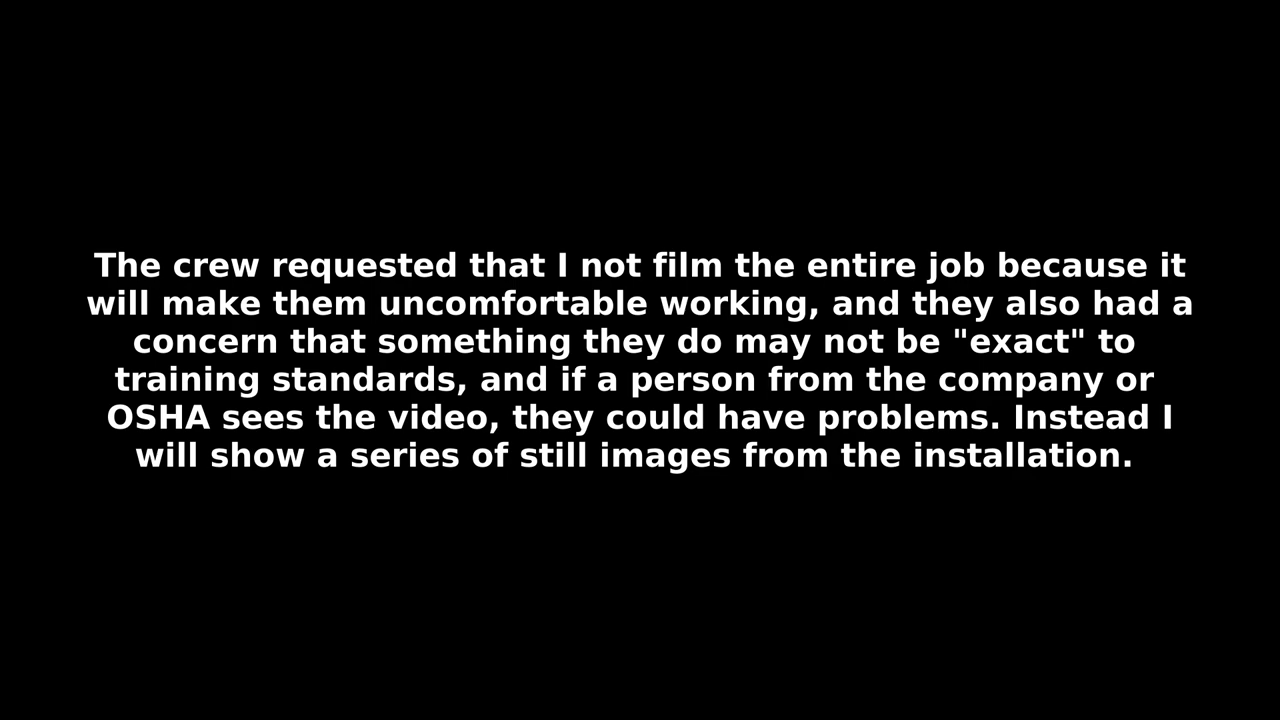 The crew requested that I not film the entire job because it
will make them uncomfortable working, and they also had a
concern that something they do may not be "exact" to
training standards, and if a person from the company or
OSHA sees the video, they could have problems. Instead I
will show a series of still images from the installation.